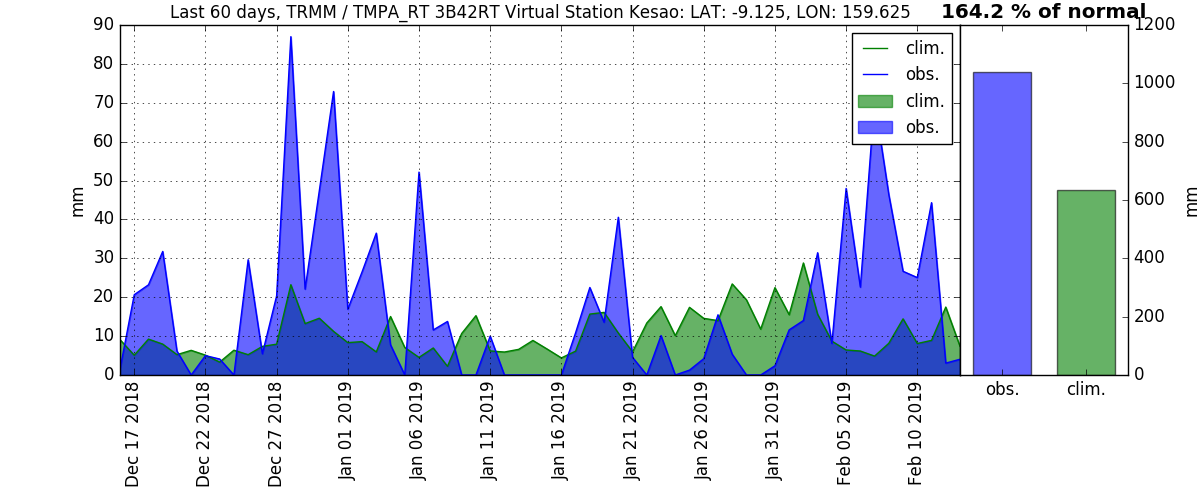 Last 60 days, TRMM / TMPA_RT 3B42RT Virtual Station Kesao: LAT: -9.125, LON: 159.625
164.2 % of normal
90
80
70
60
50
40
30
20
10
0
mm
clim.
obs.
clim.
obs.
Dec 17 2018
Dec 22 2018
Dec 27 2018
Jan 01 2019
Jan 06 2019
Jan 11 2019
Jan 16 2019
Jan 21 2019
Jan 26 2019
Jan 31 2019
Feb 05 2019
Feb 10 2019
1200
1000
800
600
400
200
0
mm
obs.
clim.